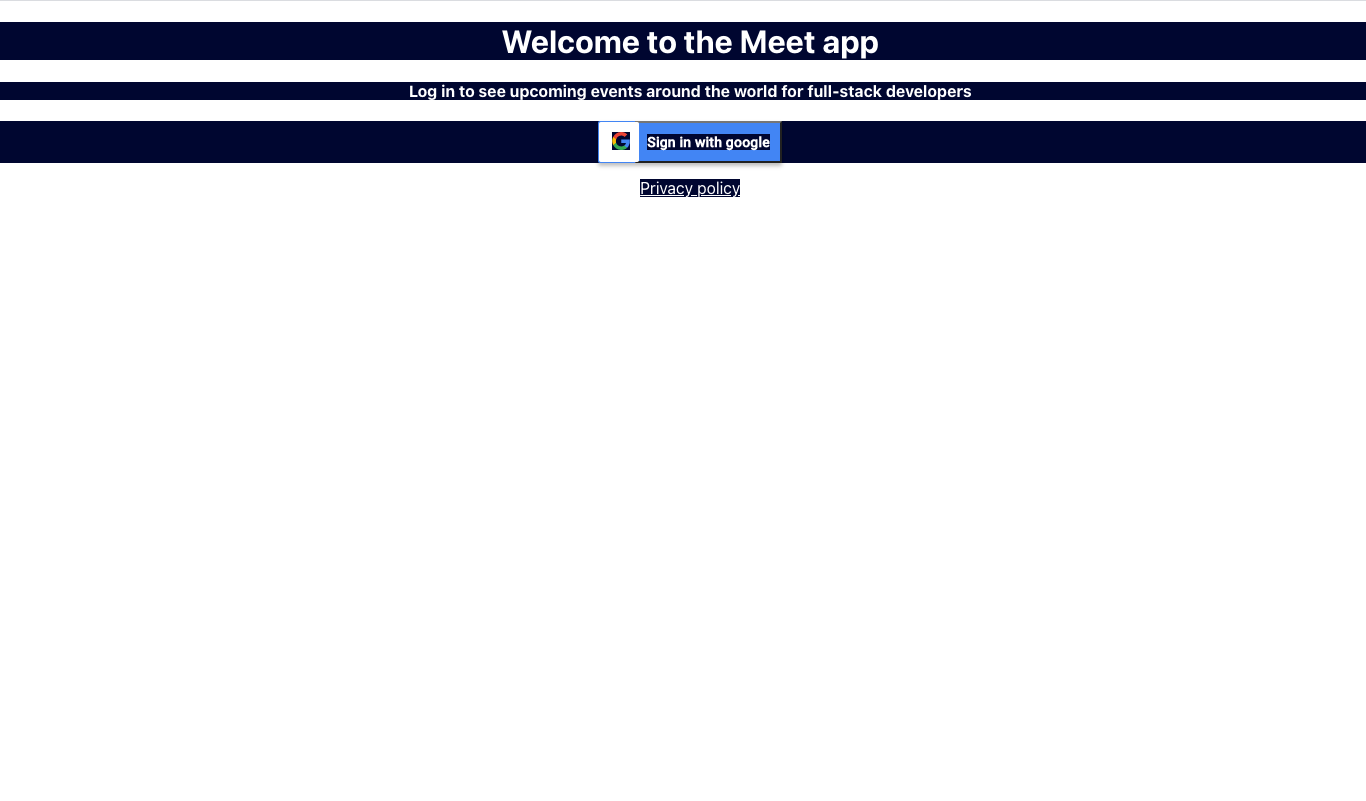 Welcome to the Meet app
Log in to see upcoming events around the world for full-stack developers
Sign in with google
Privacy policy